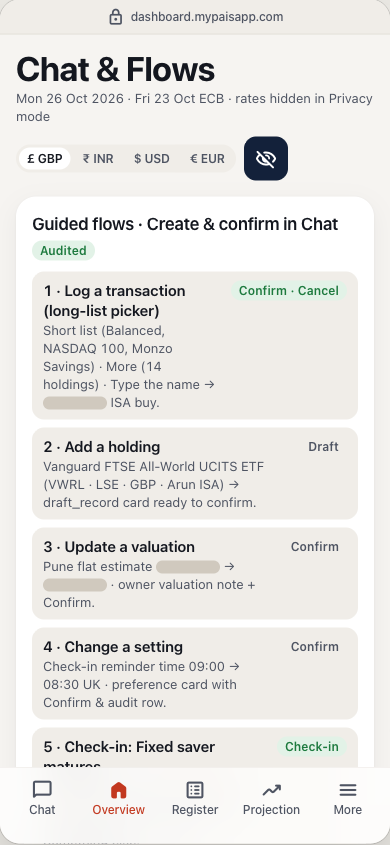 dashboard.mypaisapp.com
Chat & Flows
Mon 26 Oct 2026 · Fri 23 Oct ECB · rates hidden in Privacy
mode
£ GBP ₹ INR $ USD € EUR
Guided flows · Create & confirm in Chat
Audited
1 · Log a transaction
(long-list picker)
Confirm · Cancel
Short list (Balanced,
NASDAQ 100, Monzo
Savings) · More (14
holdings) · Type the name →
ISA buy.
2 · Add a holding
Draft
Vanguard FTSE All-World UCITS ETF
(VWRL · LSE · GBP · Arun ISA) →
draft_record card ready to confirm.
3 · Update a valuation
Confirm
Pune flat estimate →
· owner valuation note +
Confirm.
4 · Change a setting
Confirm
Check-in reminder time 09:00 →
08:30 UK · preference card with
Confirm & audit row.
5 · Check-in: Fixed saver
matures
Check-in
Chat Overview Register Projection More